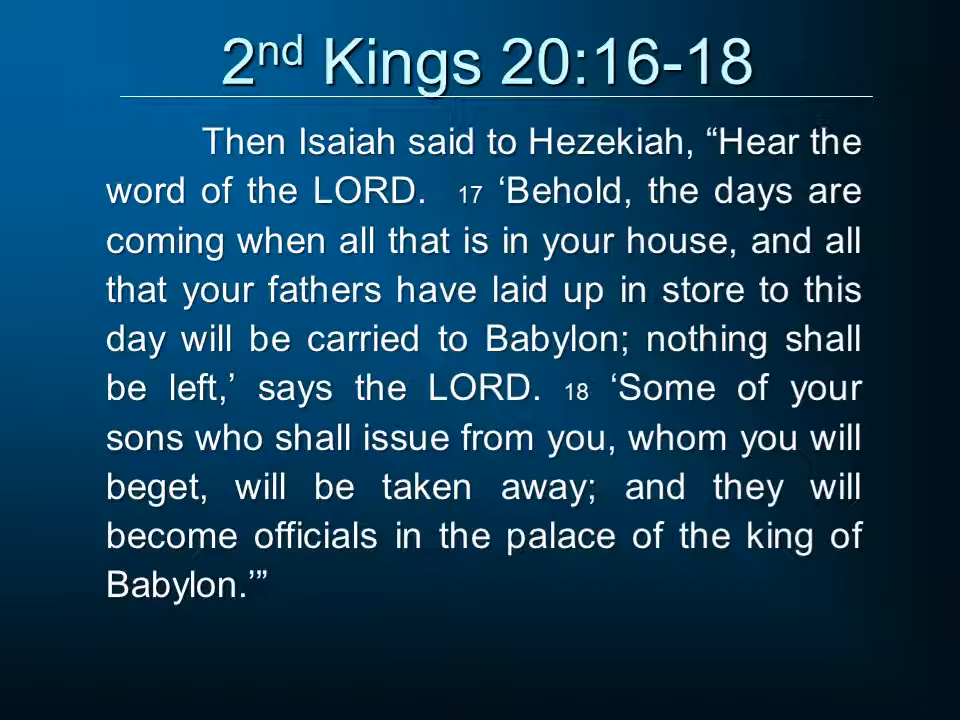 2nd Kings 20:16-18
Then Isaiah said to Hezekiah, “Hear the
word of the LORD. 17 ‘Behold, the days are
coming when all that is in your house, and all
that your fathers have laid up in store to this
day will be carried to Babylon; nothing shall
be left,’ says the LORD. 18 ‘Some of your
sons who shall issue from you, whom you will
beget, will be taken away; and they will
become officials in the palace of the king of
Babylon.’”